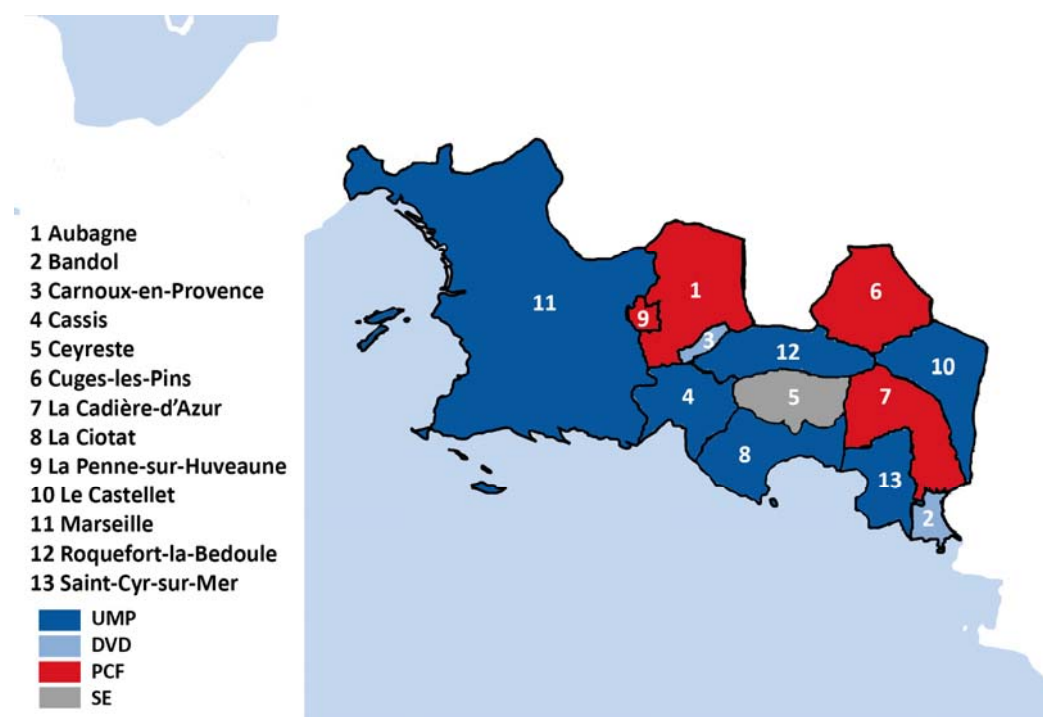 1 Aubagne
2 Bandol
3 Carnoux-en-Provence
4 Cassis
5 Ceyreste
6 Cuges-les-Pins
7 La Cadière-d'Azur
8 La Ciotat
9 La Penne-sur-Huveaune
10 Le Castellet
11 Marseille
12 Roquefort-la-Bedoule
13 Saint-Cyr-sur-Mer
UMP
DVD
PCF
SE
1
6
11
9
3
12
10
4
5
7
8
13
2